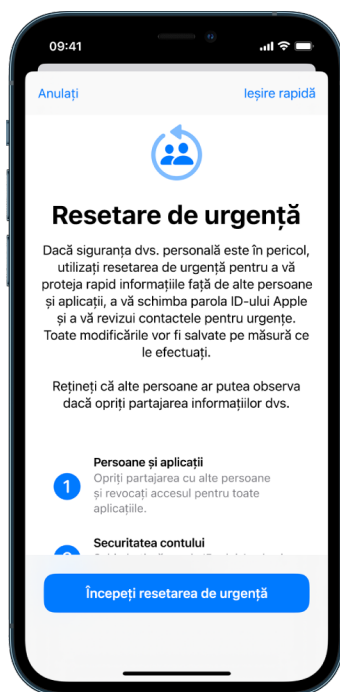 09:41
Anulați
Ieșire rapidă
Resetare de urgență
Dacă siguranța dvs. personală este în pericol,
utilizați resetarea de urgență pentru a vă
proteja rapid informațiile față de alte persoane
și aplicații, a vă schimba parola ID-ului Apple
și a vă revizui contactele pentru urgențe.
Toate modificările vor fi salvate pe măsură ce
le efectuați.
Rețineți că alte persoane ar putea observa
dacă opriți partajarea informațiilor dvs.
1
Persoane și aplicații
Opriți partajarea cu alte persoane
și revocați accesul pentru toate
aplicațiile.
Securitatea contului
Începeți resetarea de urgență